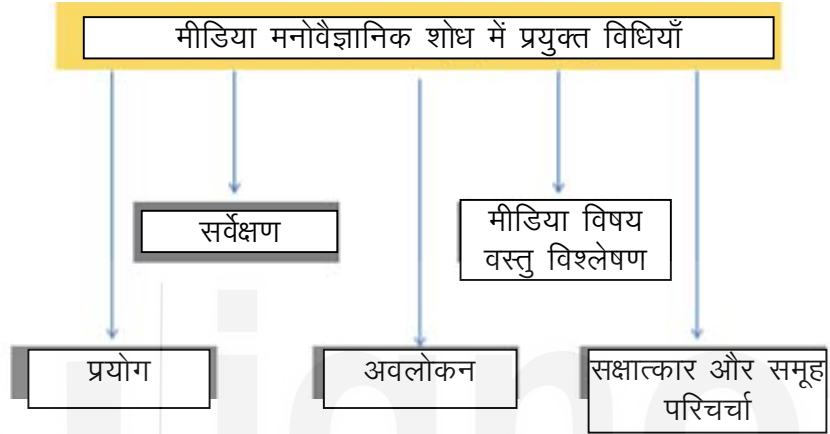 मीडिया मनोवैज्ञानिक शोध में प्रयुक्त विधियाँ
सर्वेक्षण
मीडिया विषय
वस्तु विश्लेषण
प्रयोग
अवलोकन
सक्षात्कार और समूह
परिचर्चा